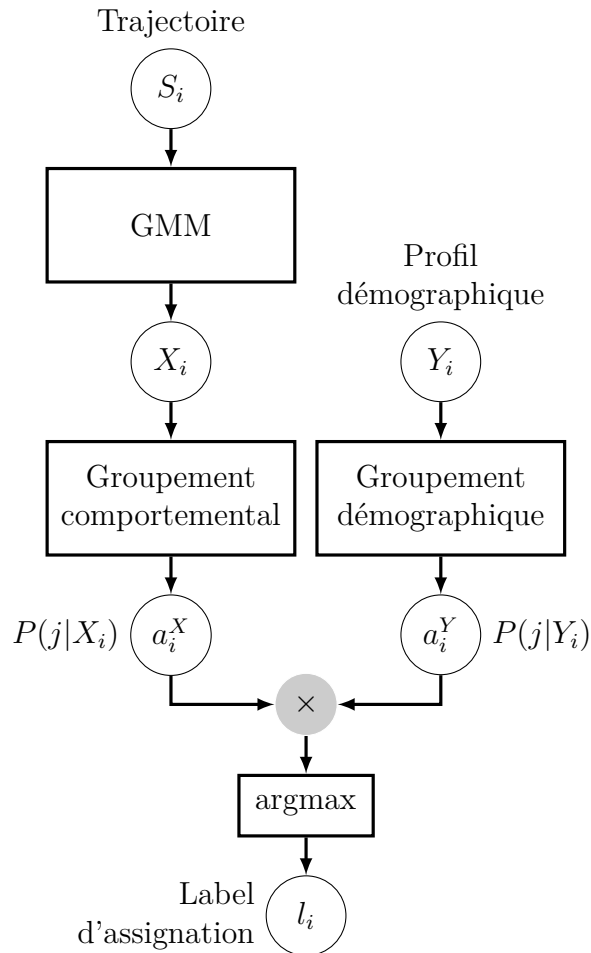 Trajectoire
S_i
GMM
Profil
démographique
X_i
Y_i
Groupement
comportemental
Groupement
démographique
P(j|X_i)
a_i^X
a_i^Y
P(j|Y_i)
×
argmax
Label
d'assignation
l_i